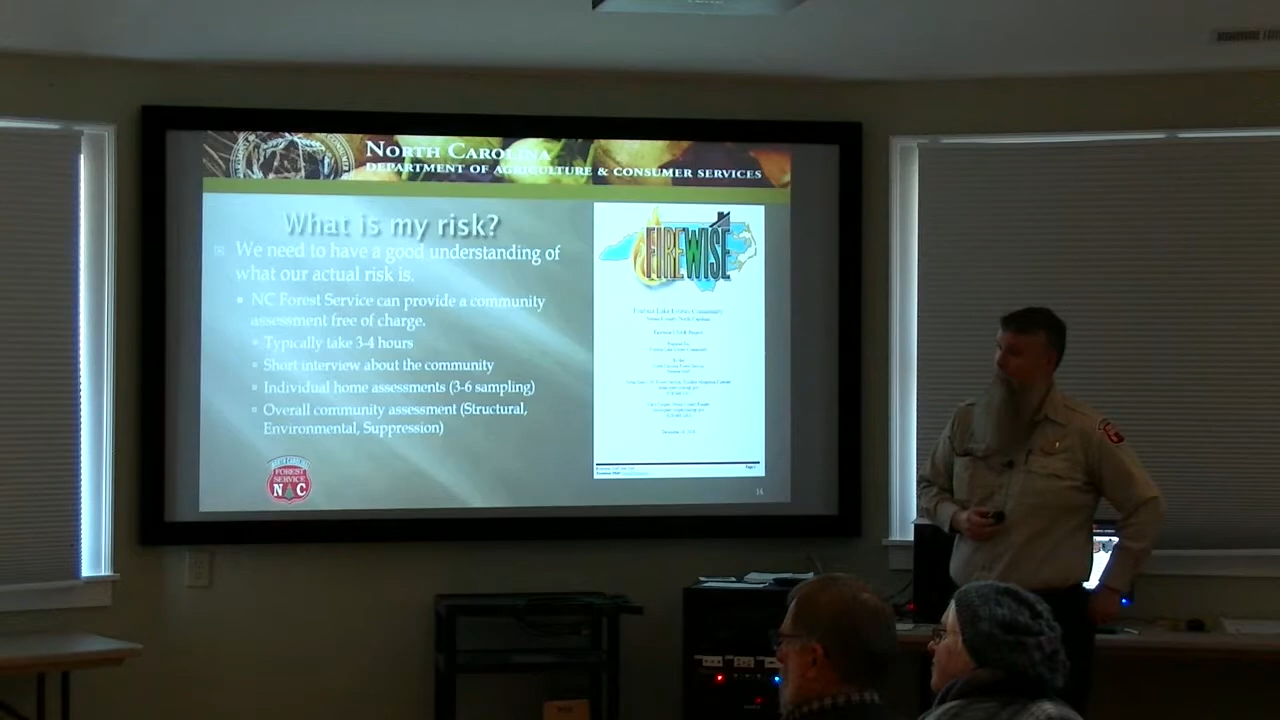 NORTH CAROLINA
DEPARTMENT OF AGRICULTURE & CONSUMER SERVICES
What is my risk?
We need to have a good understanding of
what our actual risk is.
NC Forest Service can provide a community
assessment free of charge.
Typically take 3-4 hours
Short interview about the community
Individual home assessments (3-6 sampling)
Overall community assessment (Structural,
Environmental, Suppression)
NORTH CAROLINA
FOREST
SERVICE
N C
FIREWISE
14